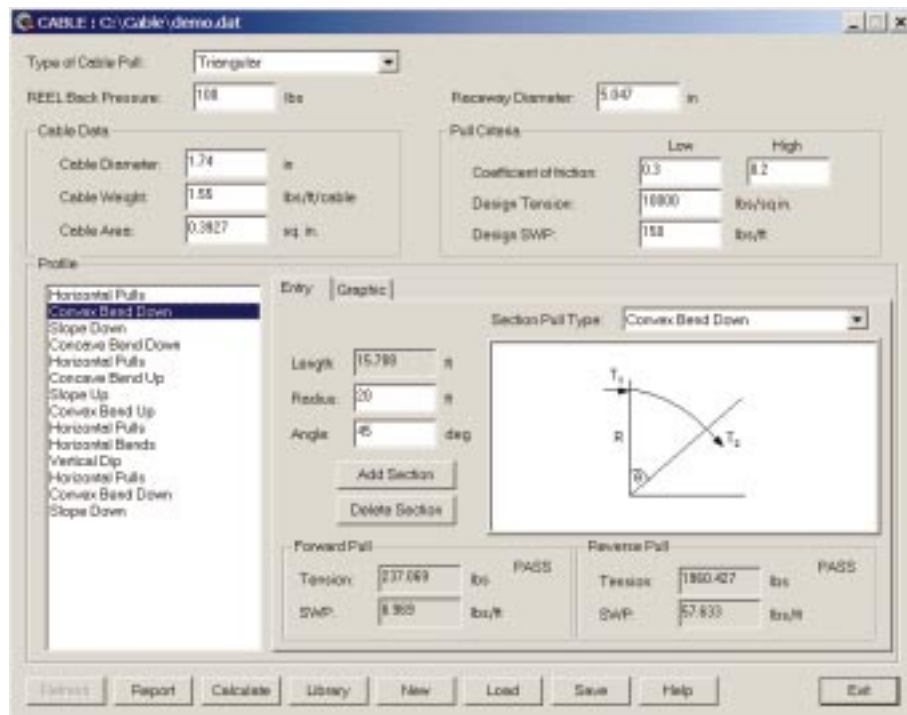 CABLE : C:\Cable\demo.dat
Type of Cable Pull: Triangular
REEL Back Pressure: 100 lbs
Raceway Diameter: 5.047 in
Cable Data
Cable Diameter: 1.74 in
Cable Weight: 1.55 lbs/ft/cable
Cable Area: 0.3927 sq. in.
Pull Criteria
Low High
Coefficient of friction: 0.3 0.2
Design Tension: 10000 lbs/sq.in.
Design SWP: 150 lbs/ft
Profile
Horizontal Pulls
Convex Bend Down
Slope Down
Concave Bend Down
Horizontal Pulls
Concave Bend Up
Slope Up
Convex Bend Up
Horizontal Pulls
Horizontal Bends
Vertical Dip
Horizontal Pulls
Convex Bend Down
Slope Down
Entry Graphic
Section Pull Type: Convex Bend Down
Length: 15.708 ft
Radius: 20 ft
Angle: 45 deg
Add Section
Delete Section
T₁
R
θ
T₂
Forward Pull
Tension: 237.069 lbs PASS
SWP: 6.969 lbs/ft
Reverse Pull
Tension: 1960.427 lbs PASS
SWP: 57.633 lbs/ft
Report Calculate Library New Load Save Help Exit